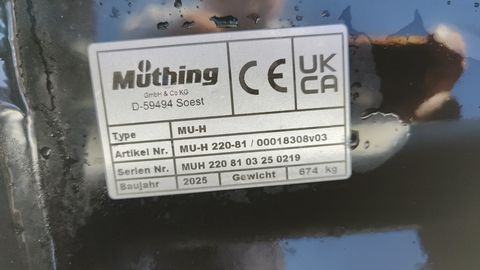 Müthing
GmbH & Co KG
D-59494 Soest
CE
UK
CA
Type MU-H
Artikel Nr. MU-H 220-81 / 00018308v03
Serien Nr. MUH 220 81 03 25 0219
Baujahr 2025 Gewicht 674 kg